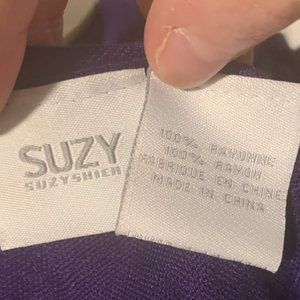 SUZY
SUZYSHIER
100% RAYONNE
100% RAYON
FABRIQUE EN CHINE
MADE IN CHINA